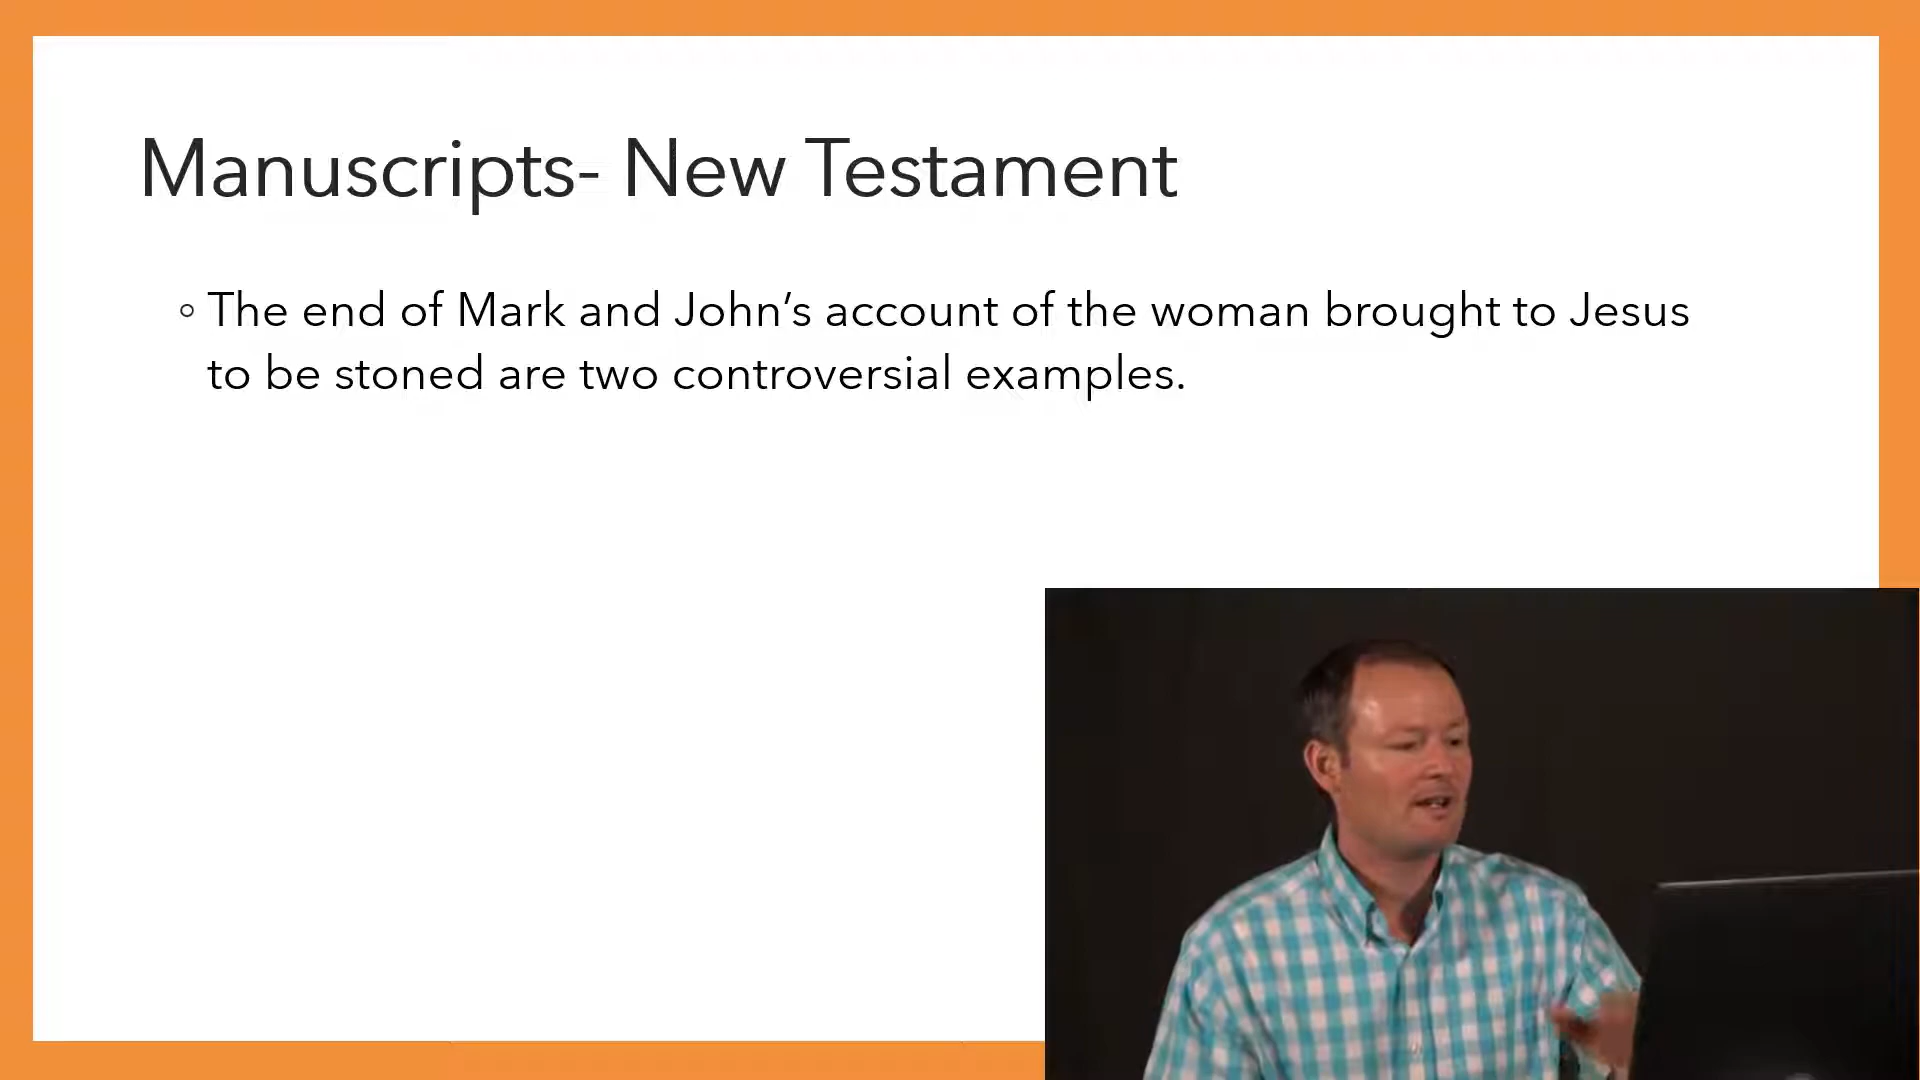 Manuscripts- New Testament
◦ The end of Mark and John’s account of the woman brought to Jesus
to be stoned are two controversial examples.